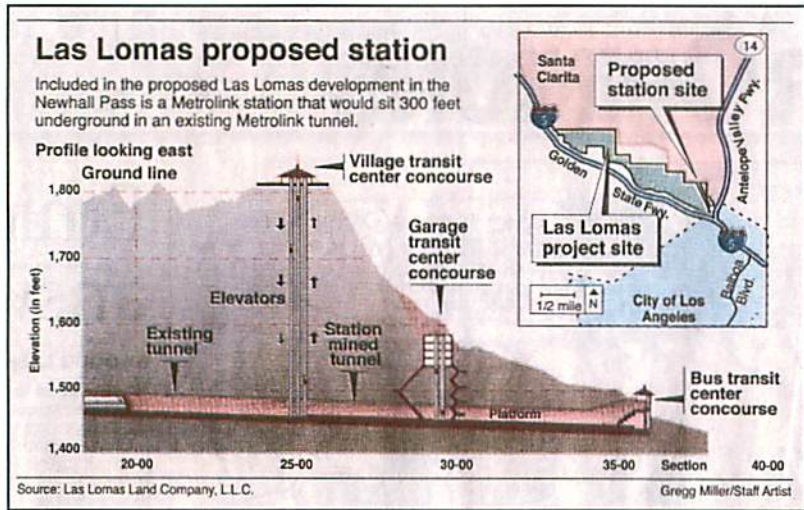 Las Lomas proposed station
Included in the proposed Las Lomas development in the
Newhall Pass is a Metrolink station that would sit 300 feet
underground in an existing Metrolink tunnel.
Profile looking east
Ground line
Village transit
center concourse
Garage
transit
center
concourse
Elevators
Existing
tunnel
Station
mined
tunnel
Platform
Bus transit
center
concourse
Elevation (in feet)
1,800
1,700
1,600
1,500
1,400
20-00
25-00
30-00
35-00
Section
40-00
Santa
Clarita
14
Proposed
station site
Antelope Valley Fwy.
5
Golden
State Fwy.
Las Lomas
project site
5
Balboa
Blvd.
City of Los
Angeles
1/2 mile
N
Source: Las Lomas Land Company, L.L.C.
Gregg Miller/Staff Artist